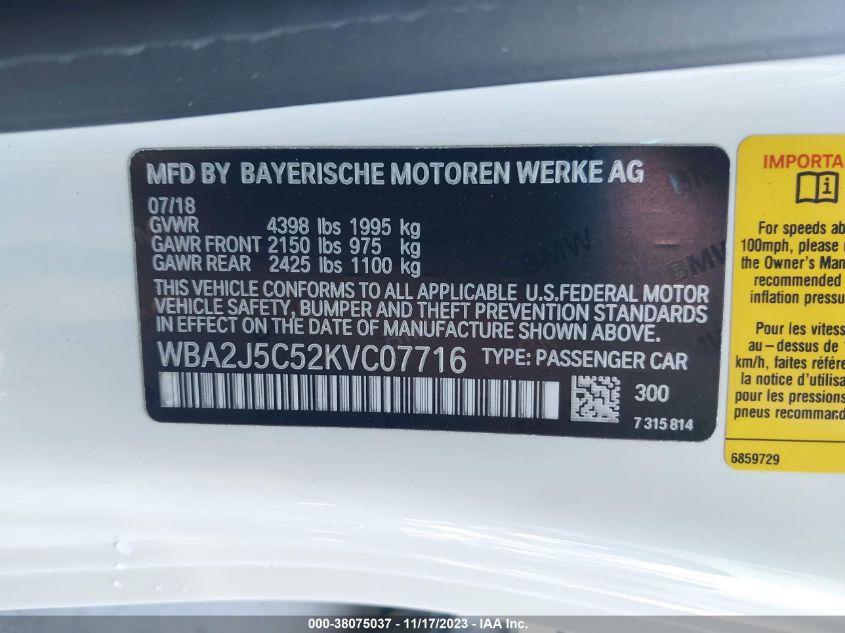 MFD BY BAYERISCHE MOTOREN WERKE AG
07/18
GVWR 4398 lbs 1995 kg
GAWR FRONT 2150 lbs 975 kg
GAWR REAR 2425 lbs 1100 kg
THIS VEHICLE CONFORMS TO ALL APPLICABLE U.S.FEDERAL MOTOR
VEHICLE SAFETY, BUMPER AND THEFT PREVENTION STANDARDS
IN EFFECT ON THE DATE OF MANUFACTURE SHOWN ABOVE.
WBA2J5C52KVC07716 TYPE: PASSENGER CAR
300
7 315 814
BMW
BMW
BMW
IMPORTA
i
For speeds ab
100mph, please
the Owner's Man
recommended
inflation pressu
Pour les vitess
au-dessus de
km/h, faites référe
la notice d'utilisa
pour les pressions
pneus recommand
6859729
000-38075037 - 11/17/2023 - IAA Inc.